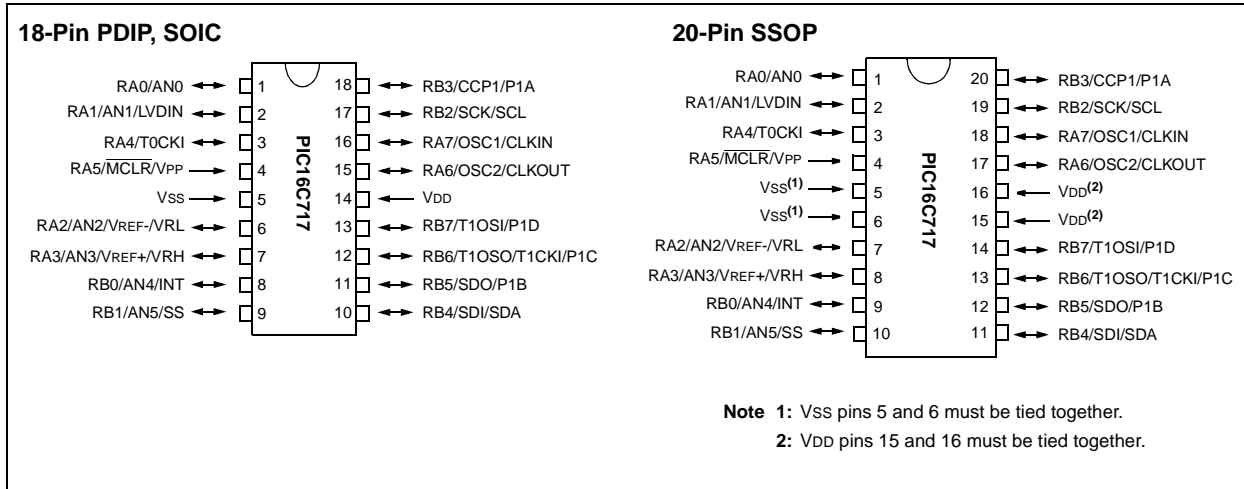 18-Pin PDIP, SOIC
RA0/AN0 1 18 RB3/CCP1/P1A
RA1/AN1/LVDIN 2 17 RB2/SCK/SCL
RA4/T0CKI 3 16 RA7/OSC1/CLKIN
RA5/MCLR/VPP 4 15 RA6/OSC2/CLKOUT
VSS 5 14 VDD
RA2/AN2/VREF-/VRL 6 13 RB7/T1OSI/P1D
RA3/AN3/VREF+/VRH 7 12 RB6/T1OSO/T1CKI/P1C
RB0/AN4/INT 8 11 RB5/SDO/P1B
RB1/AN5/SS 9 10 RB4/SDI/SDA
PIC16C717
20-Pin SSOP
RA0/AN0 1 20 RB3/CCP1/P1A
RA1/AN1/LVDIN 2 19 RB2/SCK/SCL
RA4/T0CKI 3 18 RA7/OSC1/CLKIN
RA5/MCLR/VPP 4 17 RA6/OSC2/CLKOUT
VSS(1) 5 16 VDD(2)
VSS(1) 6 15 VDD(2)
RA2/AN2/VREF-/VRL 7 14 RB7/T1OSI/P1D
RA3/AN3/VREF+/VRH 8 13 RB6/T1OSO/T1CKI/P1C
RB0/AN4/INT 9 12 RB5/SDO/P1B
RB1/AN5/SS 10 11 RB4/SDI/SDA
PIC16C717
Note 1: VSS pins 5 and 6 must be tied together.
2: VDD pins 15 and 16 must be tied together.